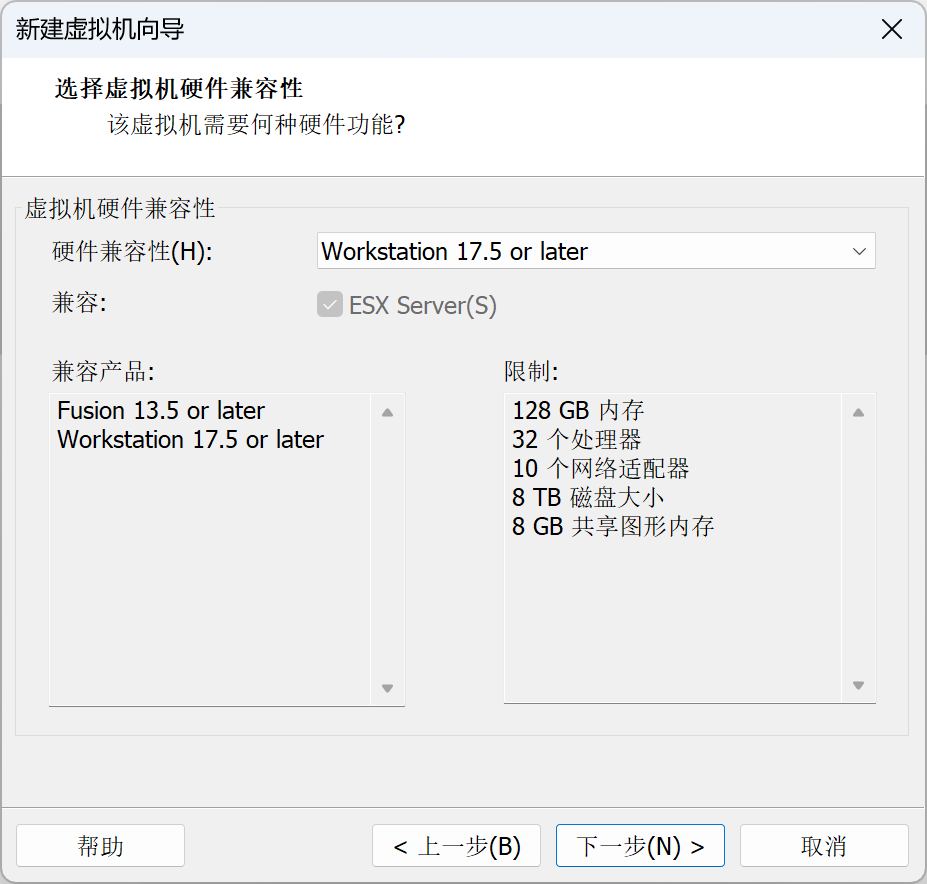 新建虚拟机向导
选择虚拟机硬件兼容性
该虚拟机需要何种硬件功能?
虚拟机硬件兼容性
硬件兼容性(H):
Workstation 17.5 or later
兼容:
ESX Server(S)
兼容产品:
Fusion 13.5 or later
Workstation 17.5 or later
限制:
128 GB 内存
32 个处理器
10 个网络适配器
8 TB 磁盘大小
8 GB 共享图形内存
帮助
< 上一步(B)
下一步(N) >
取消